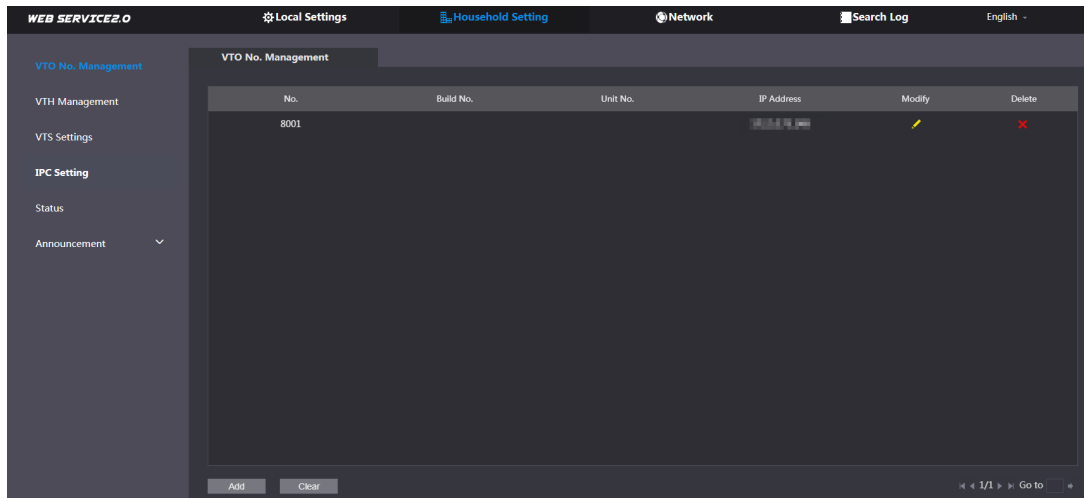 WEB SERVICE2.0 Local Settings Household Setting Network Search Log English
VTO No. Management
VTO No. Management
VTH Management
VTS Settings
IPC Setting
Status
Announcement
No. Build No. Unit No. IP Address Modify Delete
8001
Add Clear 1/1 Go to